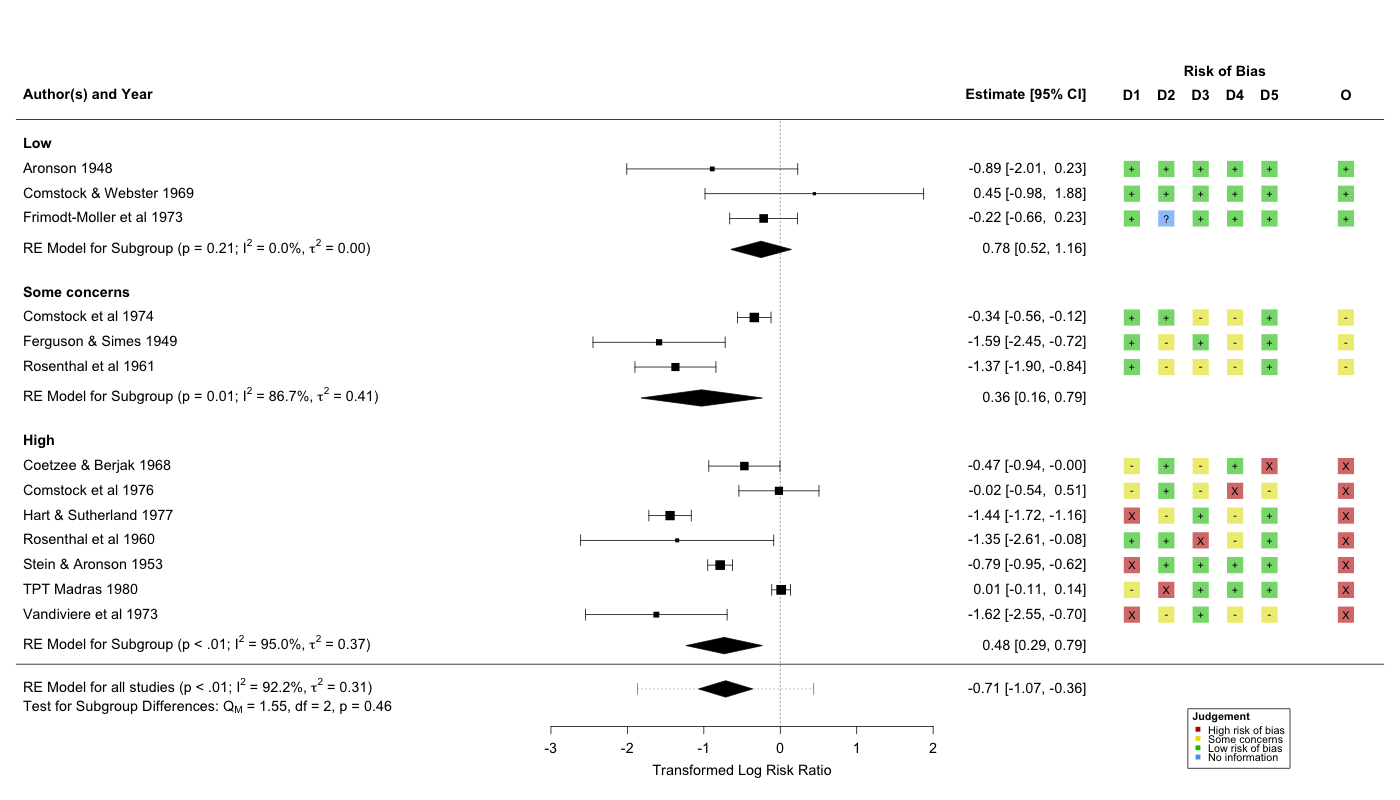 Risk of Bias
Author(s) and Year Estimate [95% CI] D1 D2 D3 D4 D5 O
Low
Aronson 1948 -0.89 [-2.01, 0.23] + + + + + +
Comstock & Webster 1969 0.45 [-0.98, 1.88] + + + + + +
Frimodt-Moller et al 1973 -0.22 [-0.66, 0.23] + ? + + + +
RE Model for Subgroup (p = 0.21; I² = 0.0%, τ² = 0.00) 0.78 [0.52, 1.16]
Some concerns
Comstock et al 1974 -0.34 [-0.56, -0.12] + + - - + -
Ferguson & Simes 1949 -1.59 [-2.45, -0.72] + - + - + -
Rosenthal et al 1961 -1.37 [-1.90, -0.84] + - - - + -
RE Model for Subgroup (p = 0.01; I² = 86.7%, τ² = 0.41) 0.36 [0.16, 0.79]
High
Coetzee & Berjak 1968 -0.47 [-0.94, -0.00] - + - + X X
Comstock et al 1976 -0.02 [-0.54, 0.51] - + - X - X
Hart & Sutherland 1977 -1.44 [-1.72, -1.16] X - + - + X
Rosenthal et al 1960 -1.35 [-2.61, -0.08] + + X - + X
Stein & Aronson 1953 -0.79 [-0.95, -0.62] X + + + + X
TPT Madras 1980 0.01 [-0.11, 0.14] - X + + + X
Vandiviere et al 1973 -1.62 [-2.55, -0.70] X - + - - X
RE Model for Subgroup (p < .01; I² = 95.0%, τ² = 0.37) 0.48 [0.29, 0.79]
RE Model for all studies (p < .01; I² = 92.2%, τ² = 0.31) -0.71 [-1.07, -0.36]
Test for Subgroup Differences: Q_M = 1.55, df = 2, p = 0.46
-3 -2 -1 0 1 2
Transformed Log Risk Ratio
Judgement
High risk of bias
Some concerns
Low risk of bias
No information